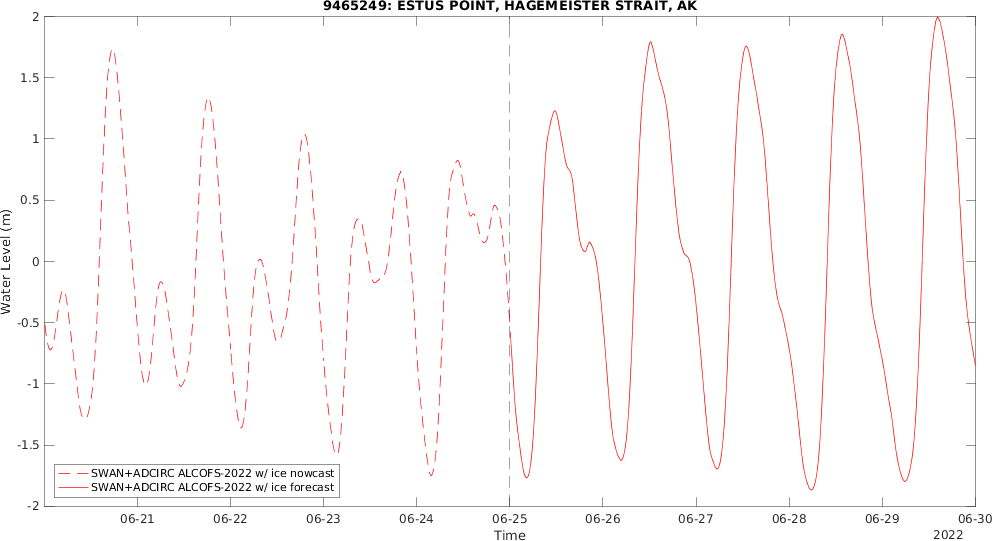 9465249: ESTUS POINT, HAGEMEISTER STRAIT, AK
2
1.5
1
0.5
0
-0.5
-1
-1.5
-2
Water Level (m)
SWAN+ADCIRC ALCOFS-2022 w/ ice nowcast
SWAN+ADCIRC ALCOFS-2022 w/ ice forecast
06-21 06-22 06-23 06-24 06-25 06-26 06-27 06-28 06-29 06-30
Time
2022